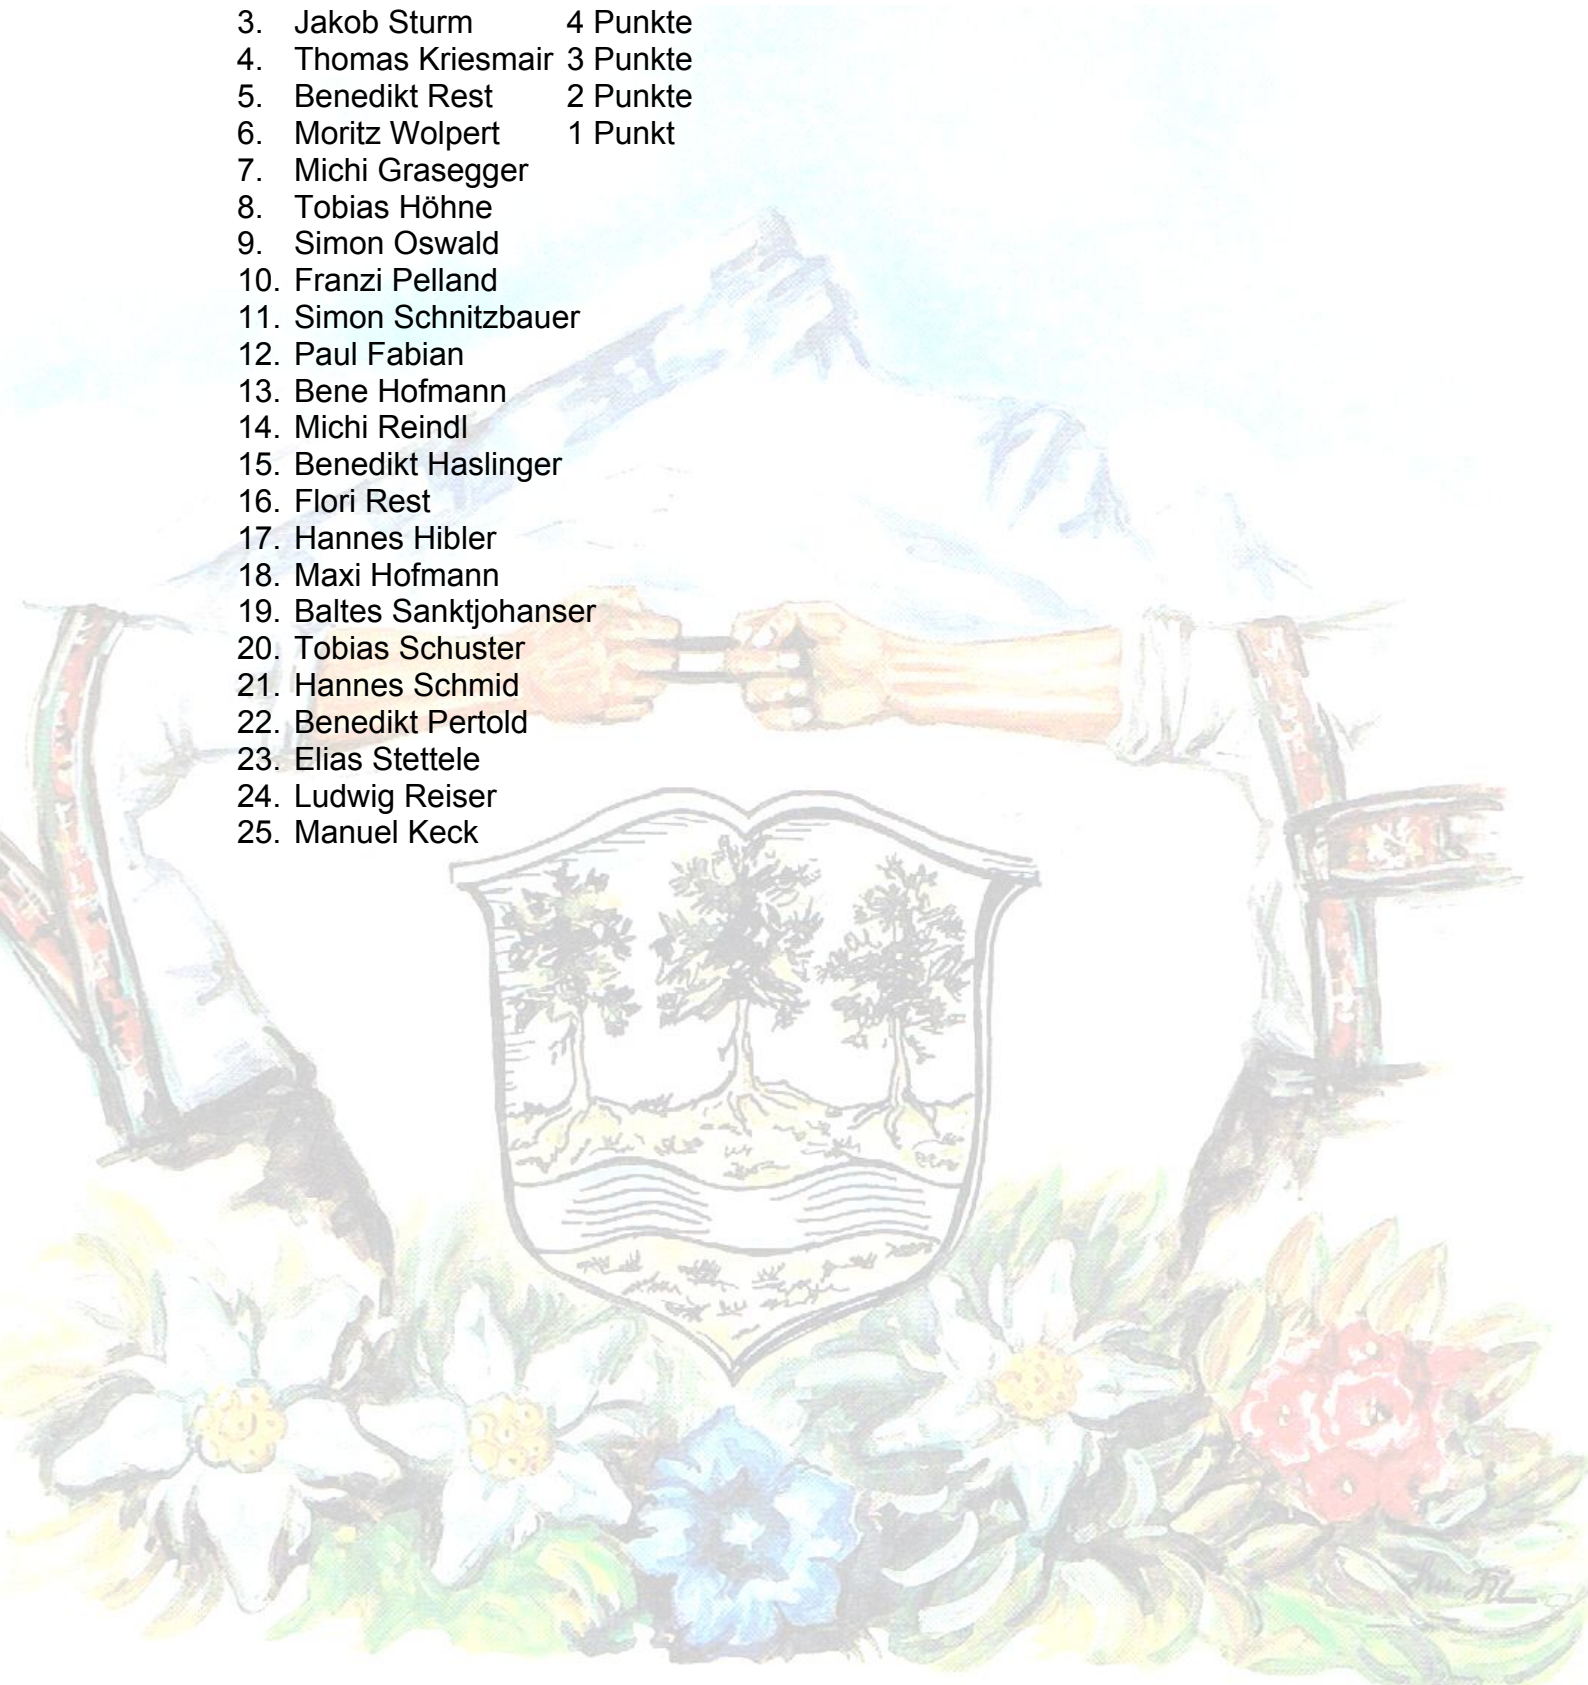 3. Jakob Sturm 4 Punkte
4. Thomas Kriesmair 3 Punkte
5. Benedikt Rest 2 Punkte
6. Moritz Wolpert 1 Punkt
7. Michi Grasegger
8. Tobias Höhne
9. Simon Oswald
10. Franzi Pelland
11. Simon Schnitzbauer
12. Paul Fabian
13. Bene Hofmann
14. Michi Reindl
15. Benedikt Haslinger
16. Flori Rest
17. Hannes Hibler
18. Maxi Hofmann
19. Baltes Sanktjohanser
20. Tobias Schuster
21. Hannes Schmid
22. Benedikt Pertold
23. Elias Stettele
24. Ludwig Reiser
25. Manuel Keck